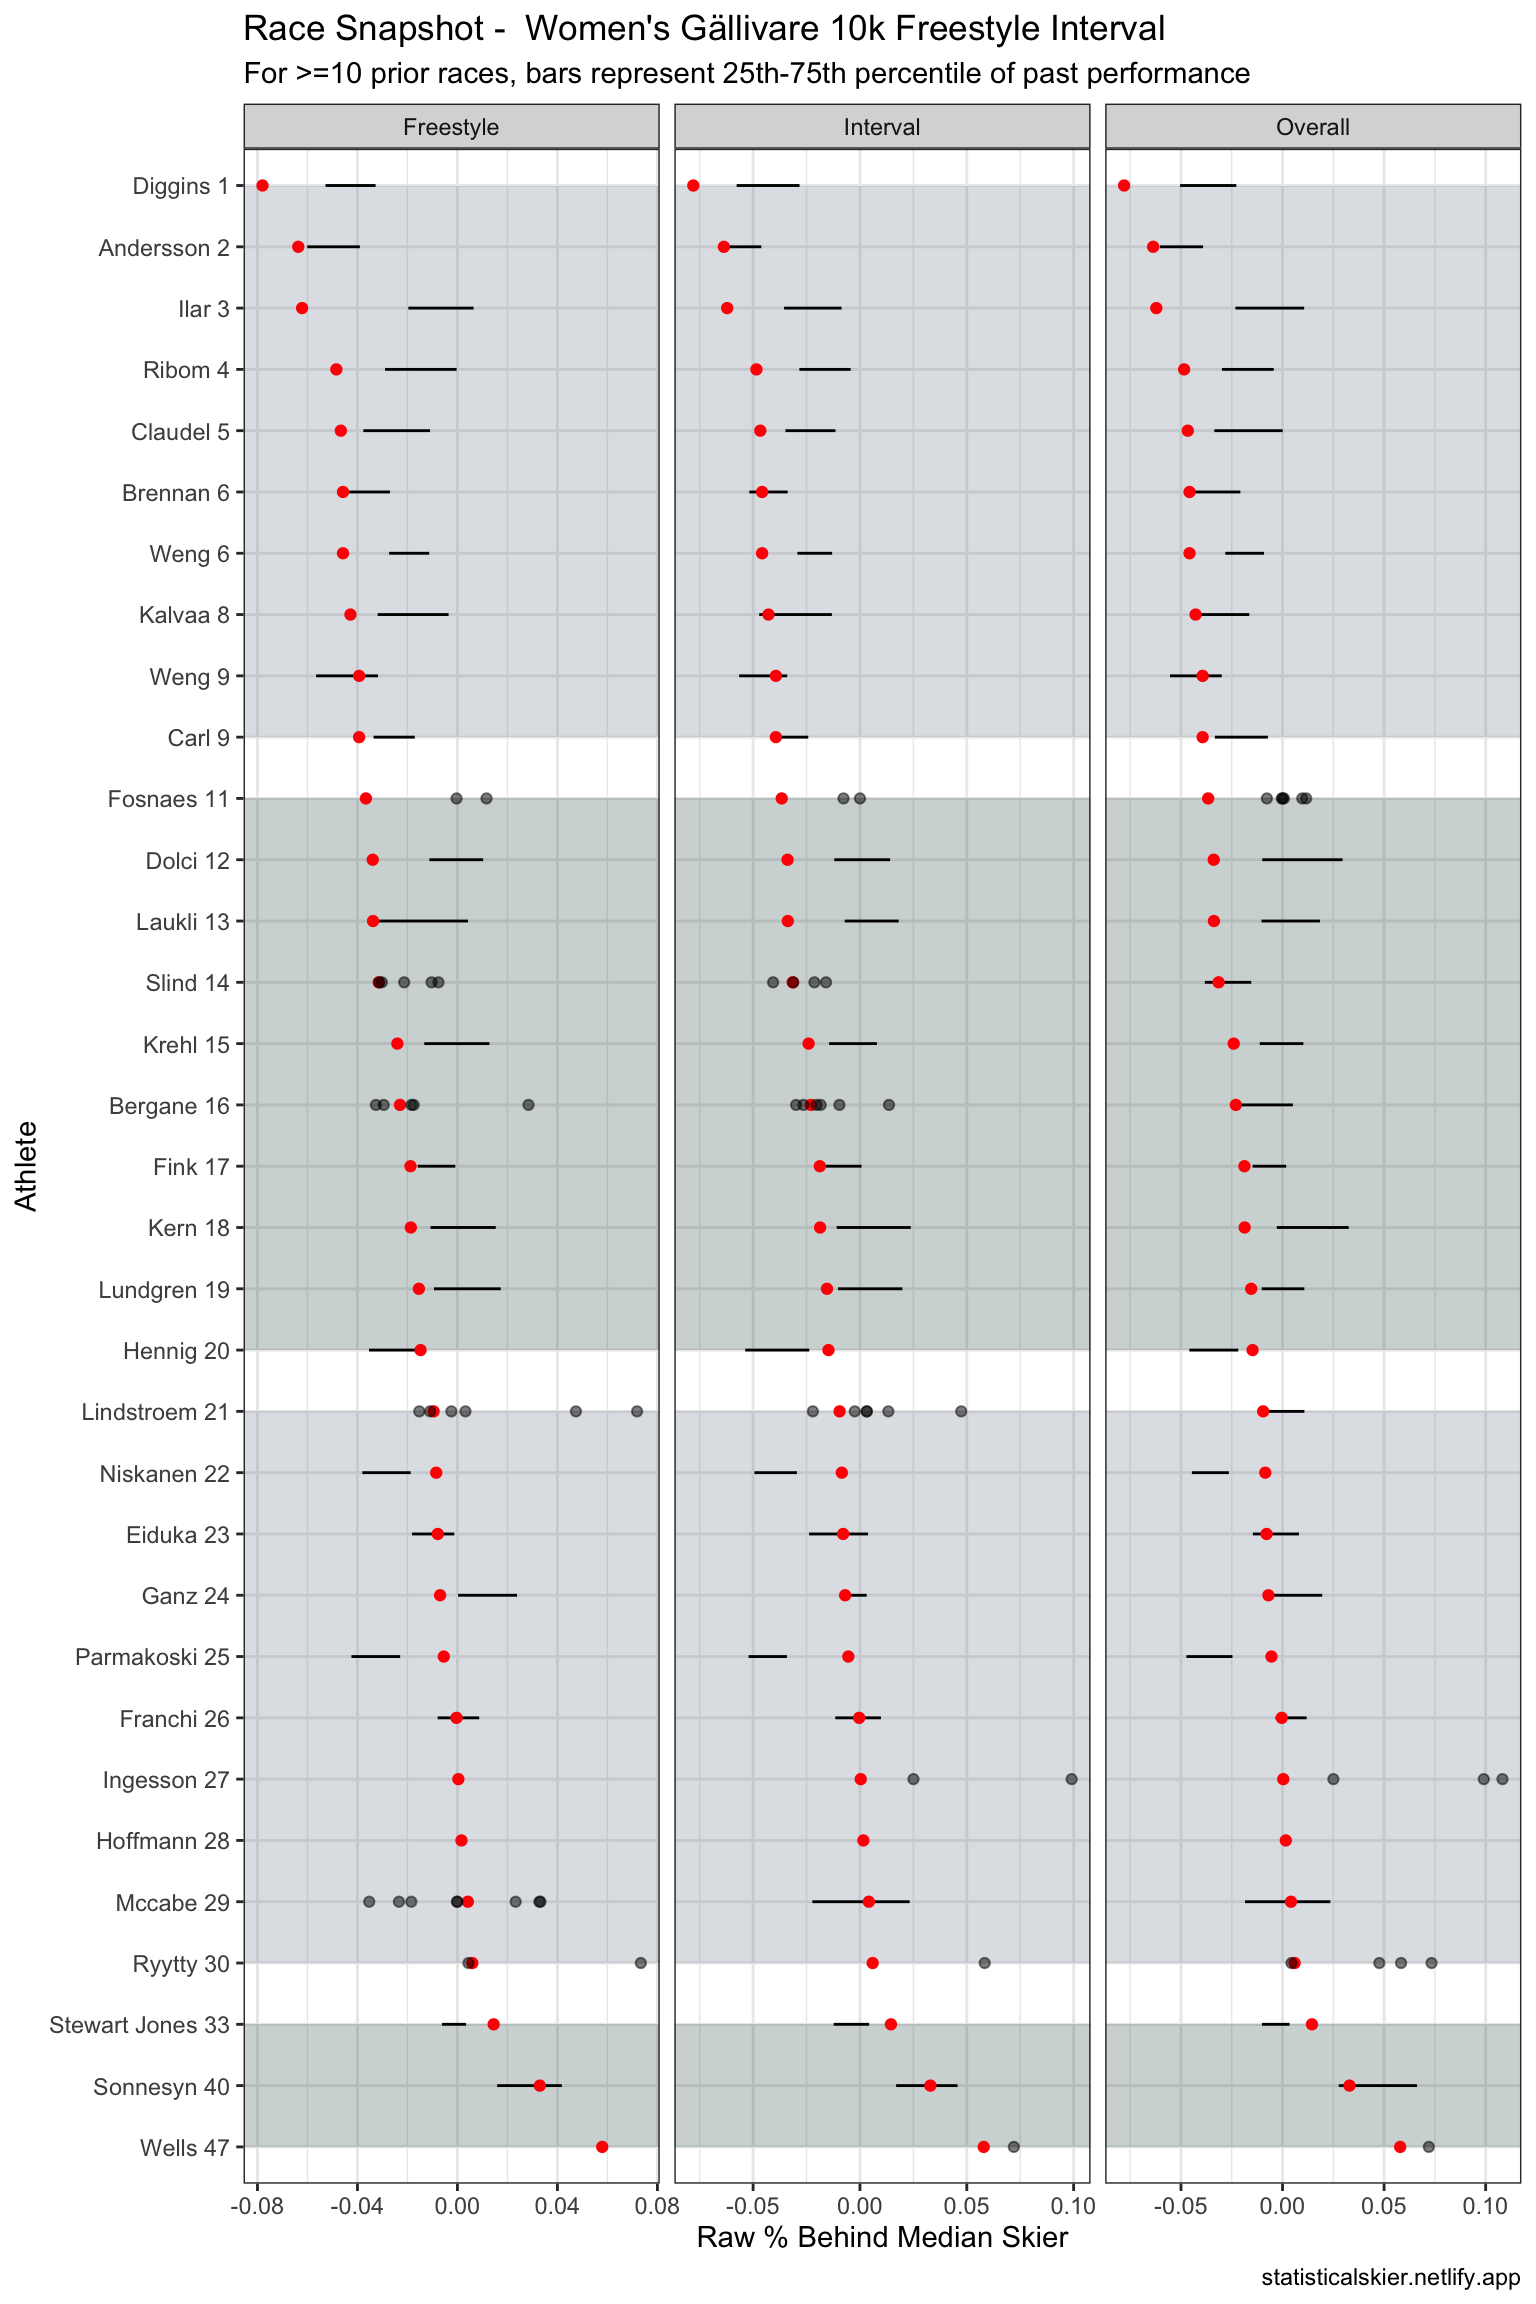 Race Snapshot -  Women's Gällivare 10k Freestyle Interval
For >=10 prior races, bars represent 25th-75th percentile of past performance
Freestyle
Interval
Overall
Athlete
Diggins 1
Andersson 2
Ilar 3
Ribom 4
Claudel 5
Brennan 6
Weng 6
Kalvaa 8
Weng 9
Carl 9
Fosnaes 11
Dolci 12
Laukli 13
Slind 14
Krehl 15
Bergane 16
Fink 17
Kern 18
Lundgren 19
Hennig 20
Lindstroem 21
Niskanen 22
Eiduka 23
Ganz 24
Parmakoski 25
Franchi 26
Ingesson 27
Hoffmann 28
Mccabe 29
Ryytty 30
Stewart Jones 33
Sonnesyn 40
Wells 47
-0.08 -0.04 0.00 0.04 0.08
-0.05 0.00 0.05 0.10
-0.05 0.00 0.05 0.10
Raw % Behind Median Skier
statisticalskier.netlify.app